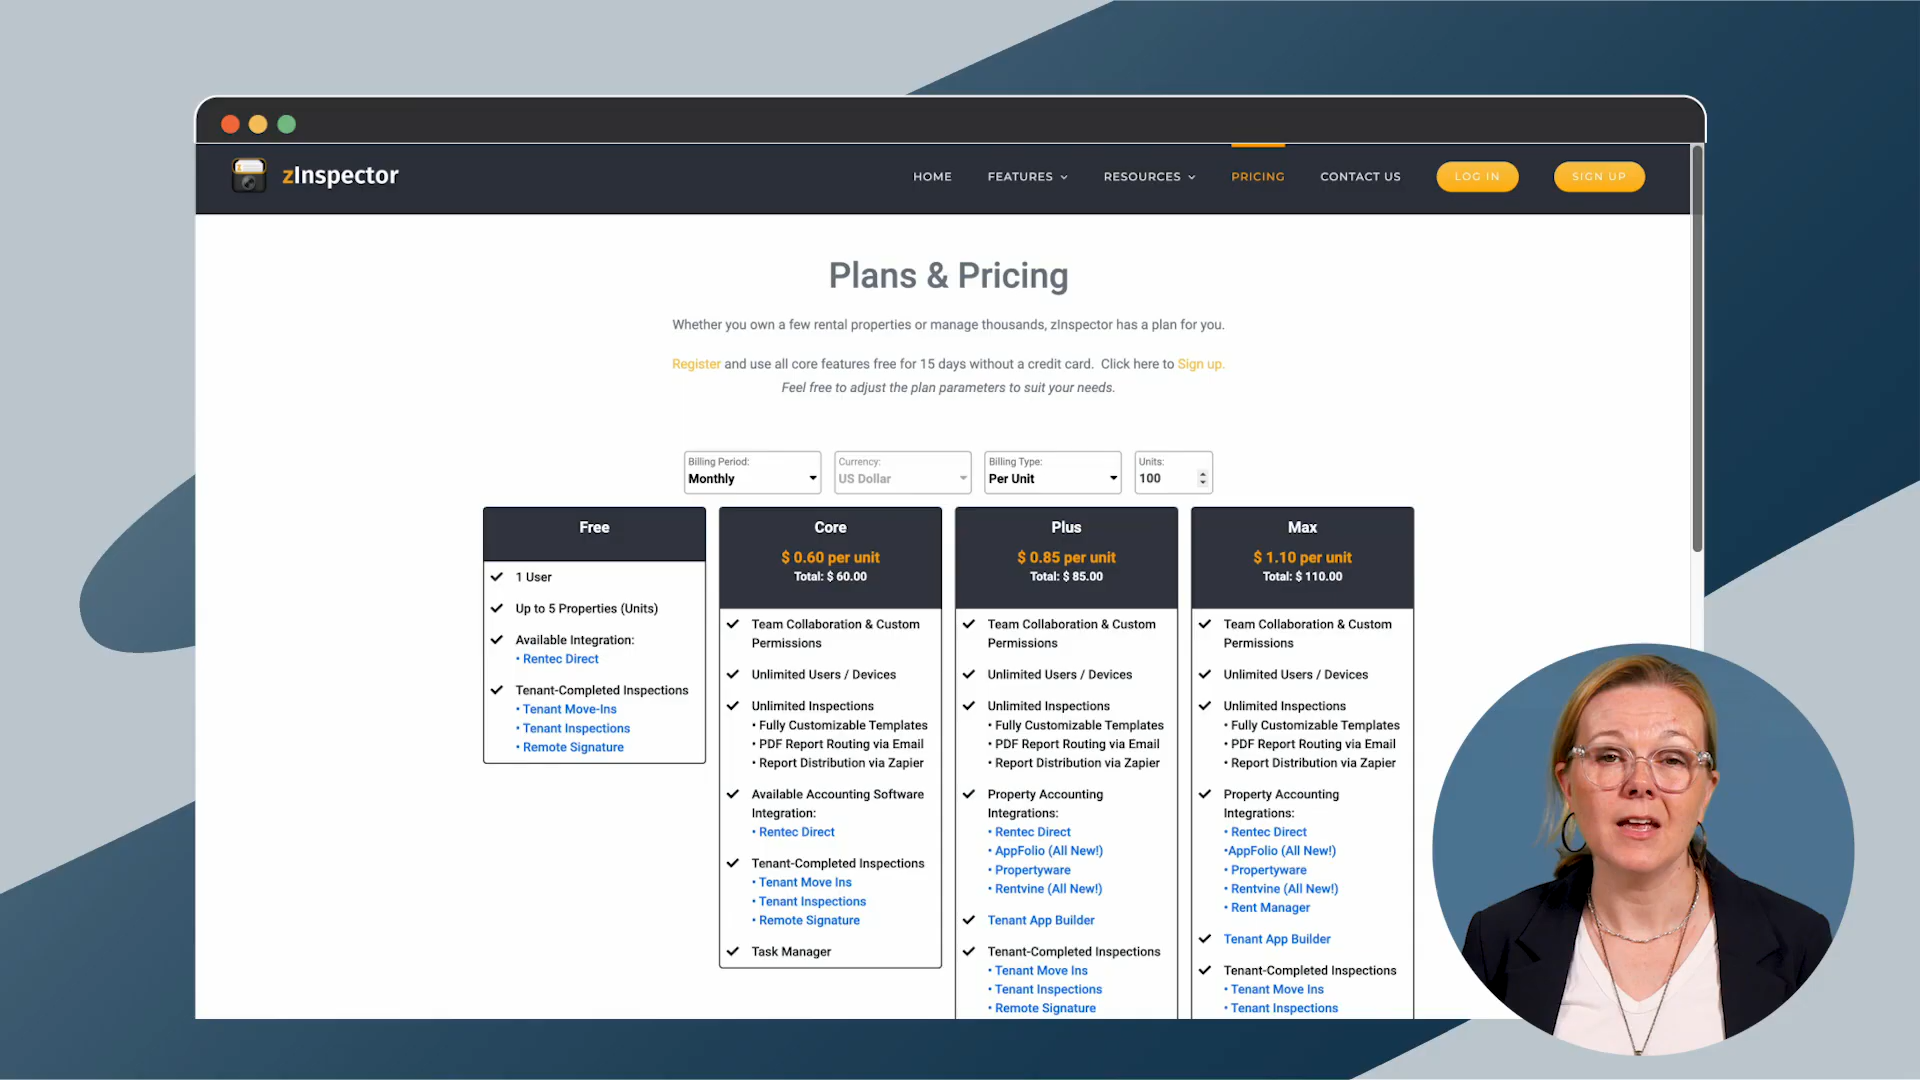 zInspector
HOME
FEATURES
RESOURCES
PRICING
CONTACT US
LOG IN
SIGN UP
Plans & Pricing
Whether you own a few rental properties or manage thousands, zInspector has a plan for you.
Register and use all core features free for 15 days without a credit card. Click here to Sign up.
Feel free to adjust the plan parameters to suit your needs.
Billing Period:
Monthly
Currency:
US Dollar
Billing Type:
Per Unit
Units:
100
Free
1 User
Up to 5 Properties (Units)
Available Integration:
• Rentec Direct
Tenant-Completed Inspections
• Tenant Move-Ins
• Tenant Inspections
• Remote Signature
Core
$ 0.60 per unit
Total: $ 60.00
Team Collaboration & Custom
Permissions
Unlimited Users / Devices
Unlimited Inspections
• Fully Customizable Templates
• PDF Report Routing via Email
• Report Distribution via Zapier
Available Accounting Software
Integration:
• Rentec Direct
Tenant-Completed Inspections
• Tenant Move Ins
• Tenant Inspections
• Remote Signature
Task Manager
Plus
$ 0.85 per unit
Total: $ 85.00
Team Collaboration & Custom
Permissions
Unlimited Users / Devices
Unlimited Inspections
• Fully Customizable Templates
• PDF Report Routing via Email
• Report Distribution via Zapier
Property Accounting
Integrations:
• Rentec Direct
• AppFolio (All New!)
• Propertyware
• Rentvine (All New!)
Tenant App Builder
Tenant-Completed Inspections
• Tenant Move Ins
• Tenant Inspections
• Remote Signature
Max
$ 1.10 per unit
Total: $ 110.00
Team Collaboration & Custom
Permissions
Unlimited Users / Devices
Unlimited Inspections
• Fully Customizable Templates
• PDF Report Routing via Email
• Report Distribution via Zapier
Property Accounting
Integrations:
• Rentec Direct
•AppFolio (All New!)
• Propertyware
• Rentvine (All New!)
• Rent Manager
Tenant App Builder
Tenant-Completed Inspections
• Tenant Move Ins
• Tenant Inspections